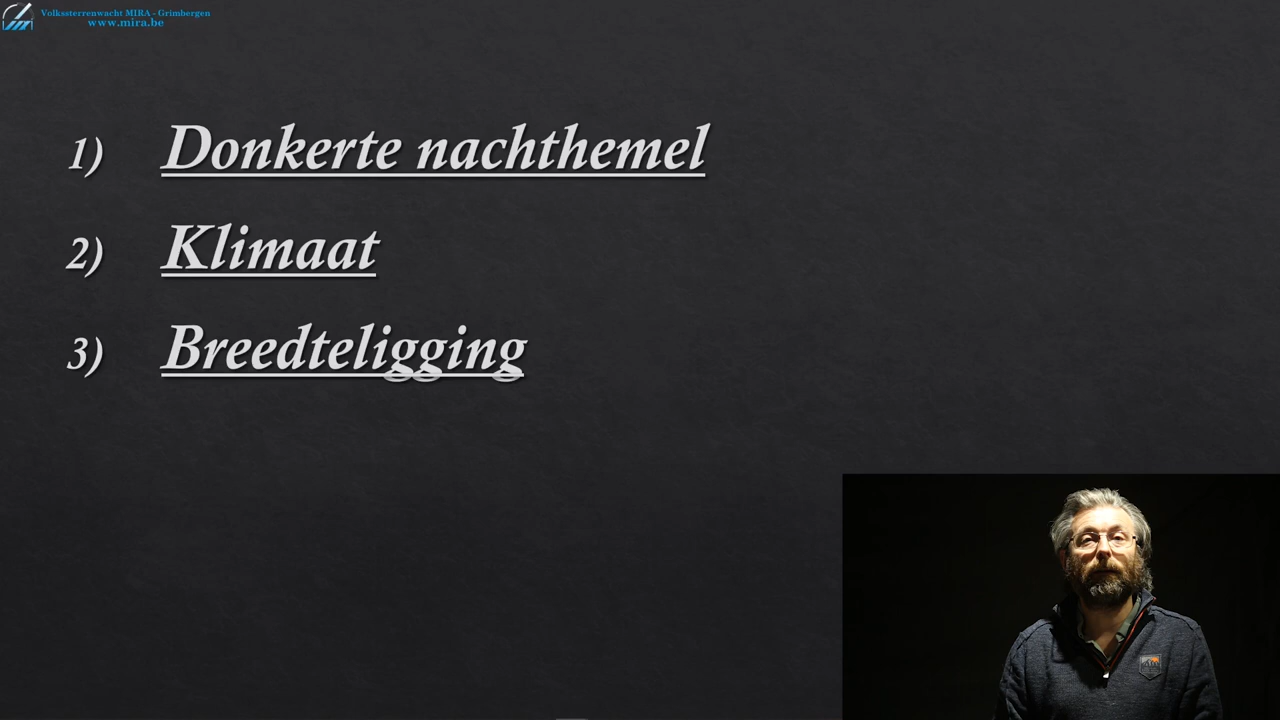 Volkssterrenwacht MIRA - Grimbergen
www.mira.be
1) Donkerte nachthemel
2) Klimaat
3) Breedteligging